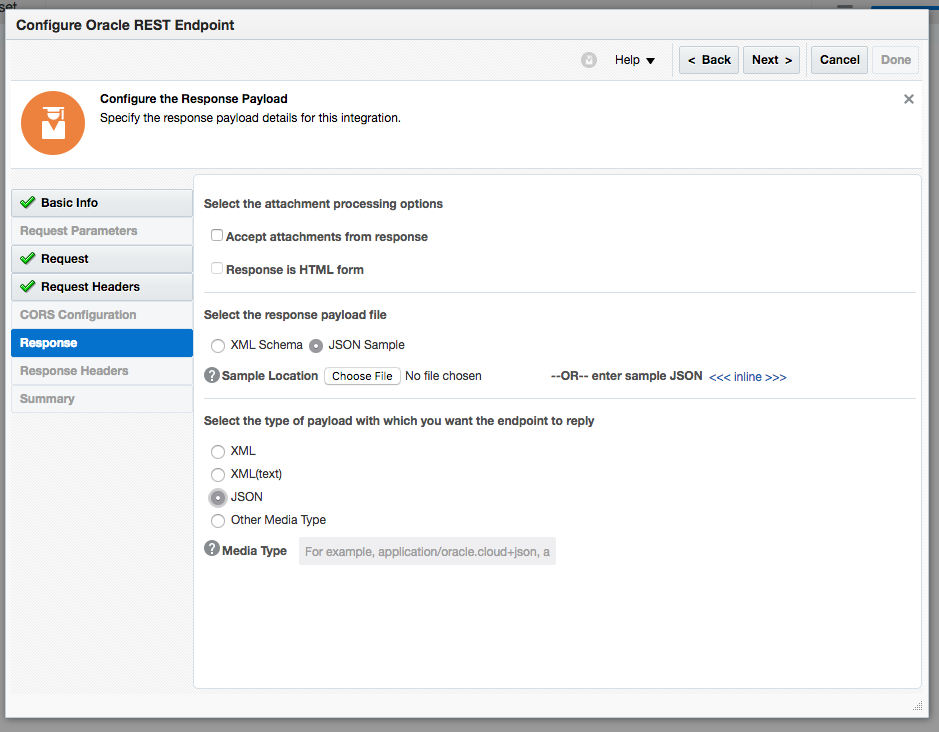 set
Configure Oracle REST Endpoint
Help
< Back
Next >
Cancel
Done
Configure the Response Payload
Specify the response payload details for this integration.
Basic Info
Request Parameters
Request
Request Headers
CORS Configuration
Response
Response Headers
Summary
Select the attachment processing options
Accept attachments from response
Response is HTML form
Select the response payload file
XML Schema JSON Sample
Sample Location Choose File No file chosen --OR-- enter sample JSON <<< inline >>>
Select the type of payload with which you want the endpoint to reply
XML
XML(text)
JSON
Other Media Type
Media Type For example, application/oracle.cloud+json, a